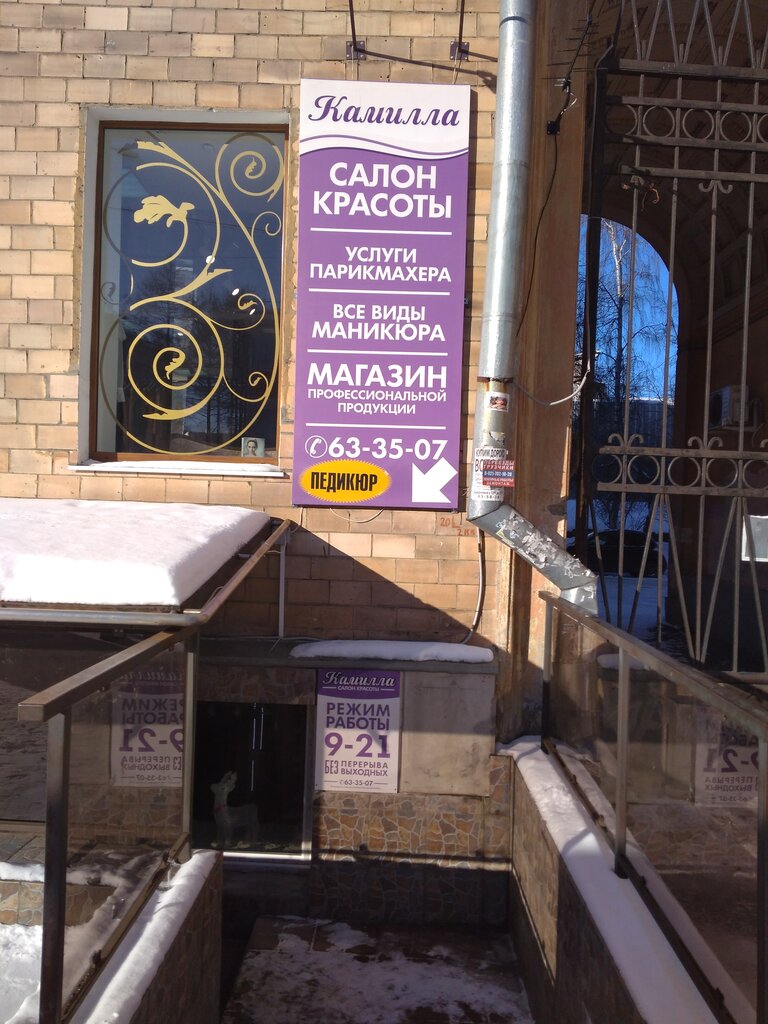 Камилла
САЛОН
КРАСОТЫ
УСЛУГИ
ПАРИКМАХЕРА
ВСЕ ВИДЫ
МАНИКЮРА
МАГАЗИН
ПРОФЕССИОНАЛЬНОЙ
ПРОДУКЦИИ
63-35-07
ПЕДИКЮР
ГРУЗЧИКИ
Камилла
САЛОН КРАСОТЫ
РЕЖИМ
РАБОТЫ
9-21
БЕЗ ПЕРЕРЫВА
ВЫХОДНЫХ
63-35-07